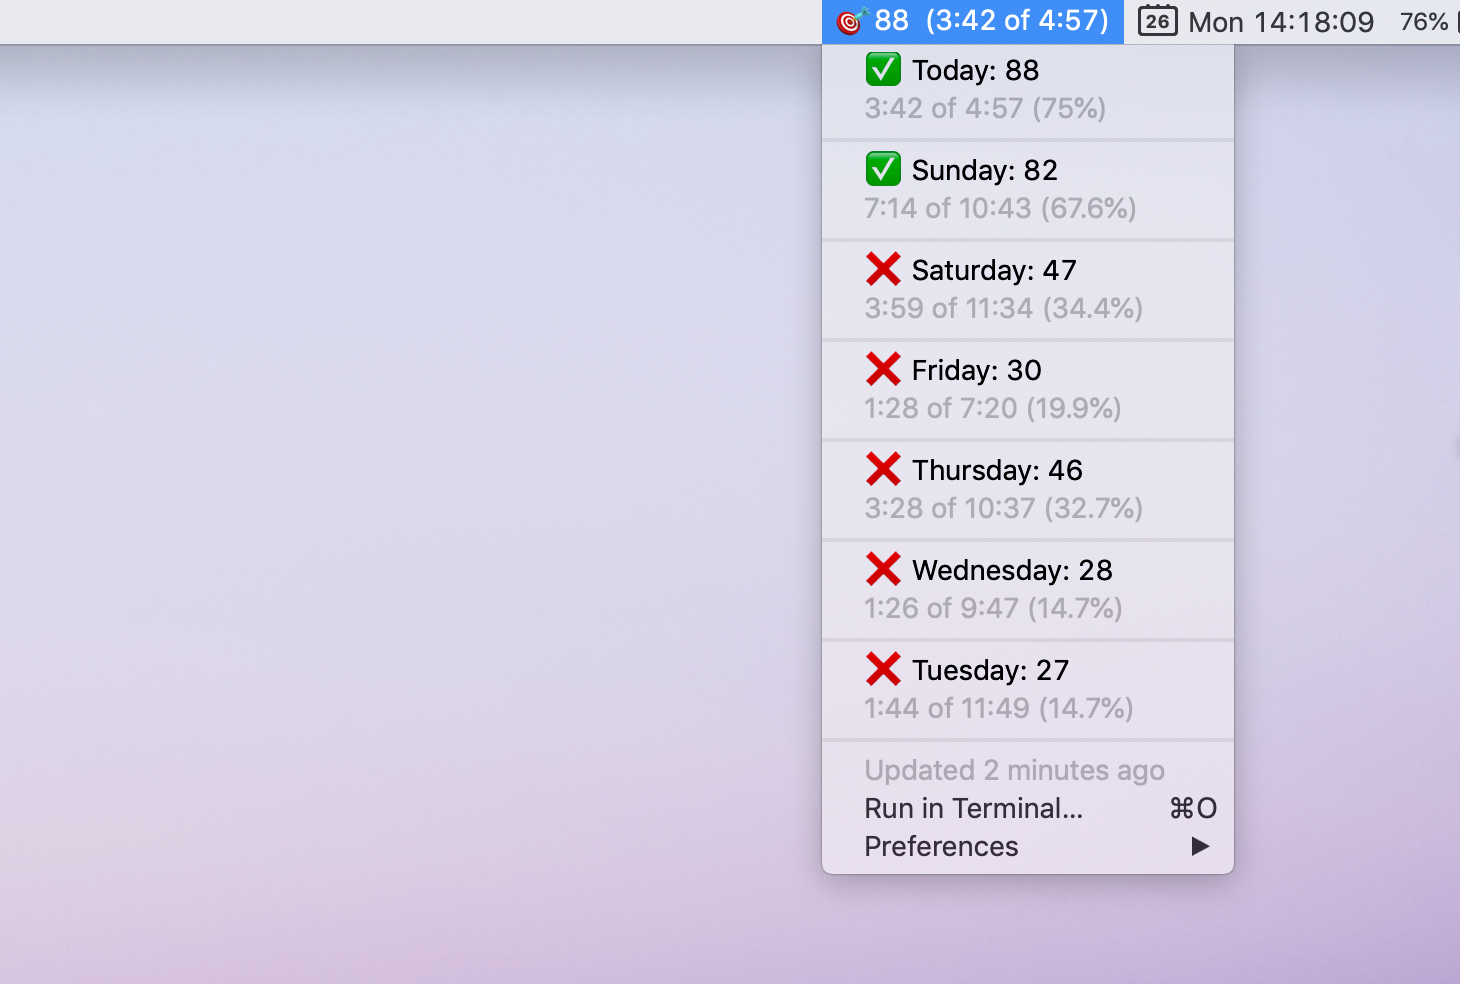 88 (3:42 of 4:57) 26 Mon 14:18:09 76%
Today: 88
3:42 of 4:57 (75%)
Sunday: 82
7:14 of 10:43 (67.6%)
Saturday: 47
3:59 of 11:34 (34.4%)
Friday: 30
1:28 of 7:20 (19.9%)
Thursday: 46
3:28 of 10:37 (32.7%)
Wednesday: 28
1:26 of 9:47 (14.7%)
Tuesday: 27
1:44 of 11:49 (14.7%)
Updated 2 minutes ago
Run in Terminal... ⌘O
Preferences